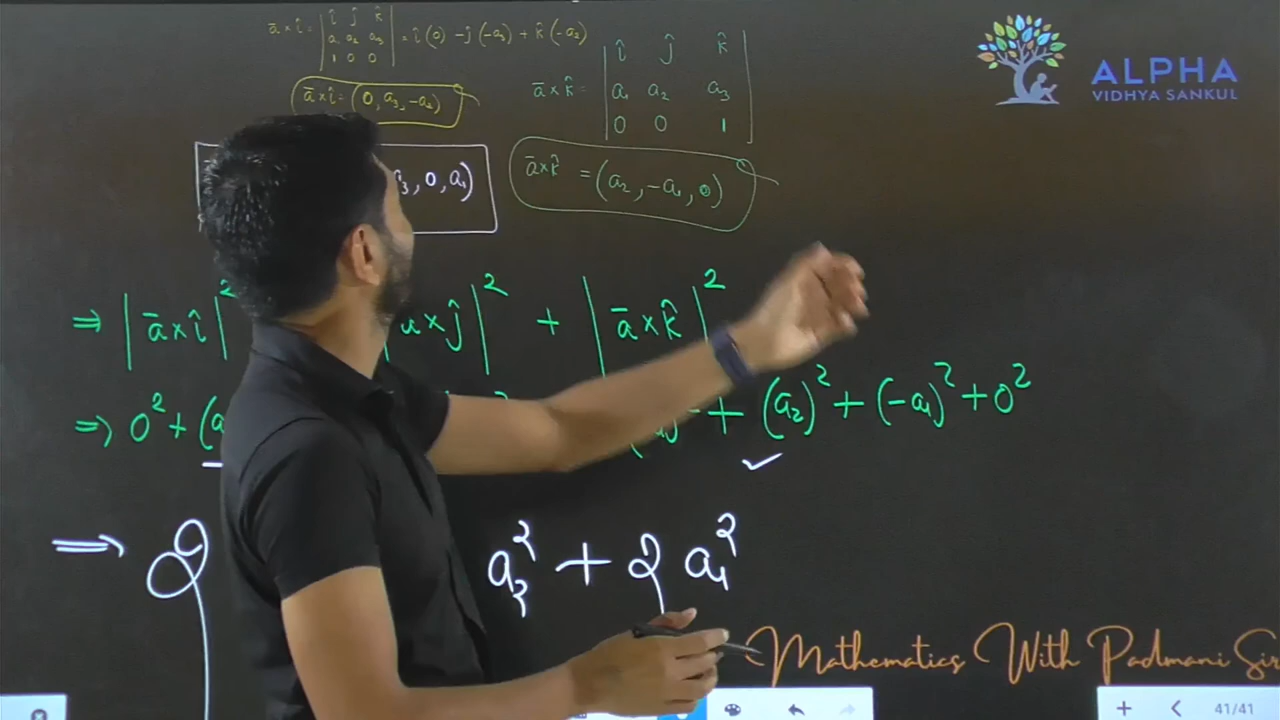 a̅×î = | î ĵ k̂ | = î(0) - ĵ(-a₃) + k̂(-a₂)
| a₁ a₂ a₃ |
| 1 0 0 |
a̅×î = (0, a₃, -a₂)
| î ĵ k̂ |
a̅×k̂ = | a₁ a₂ a₃ |
| 0 0 1 |
₃, 0, a₁)
a̅×k̂ = (a₂, -a₁, 0)
ALPHA
VIDHYA SANKUL
⇒ |a̅×î|² ×ĵ|² + |a̅×k̂|²
⇒ 0² + (a + (a₂)² + (-a₁)² + 0²
⇒ 2 + 2 a₁²
Mathematics With Padmani Sir
41/41